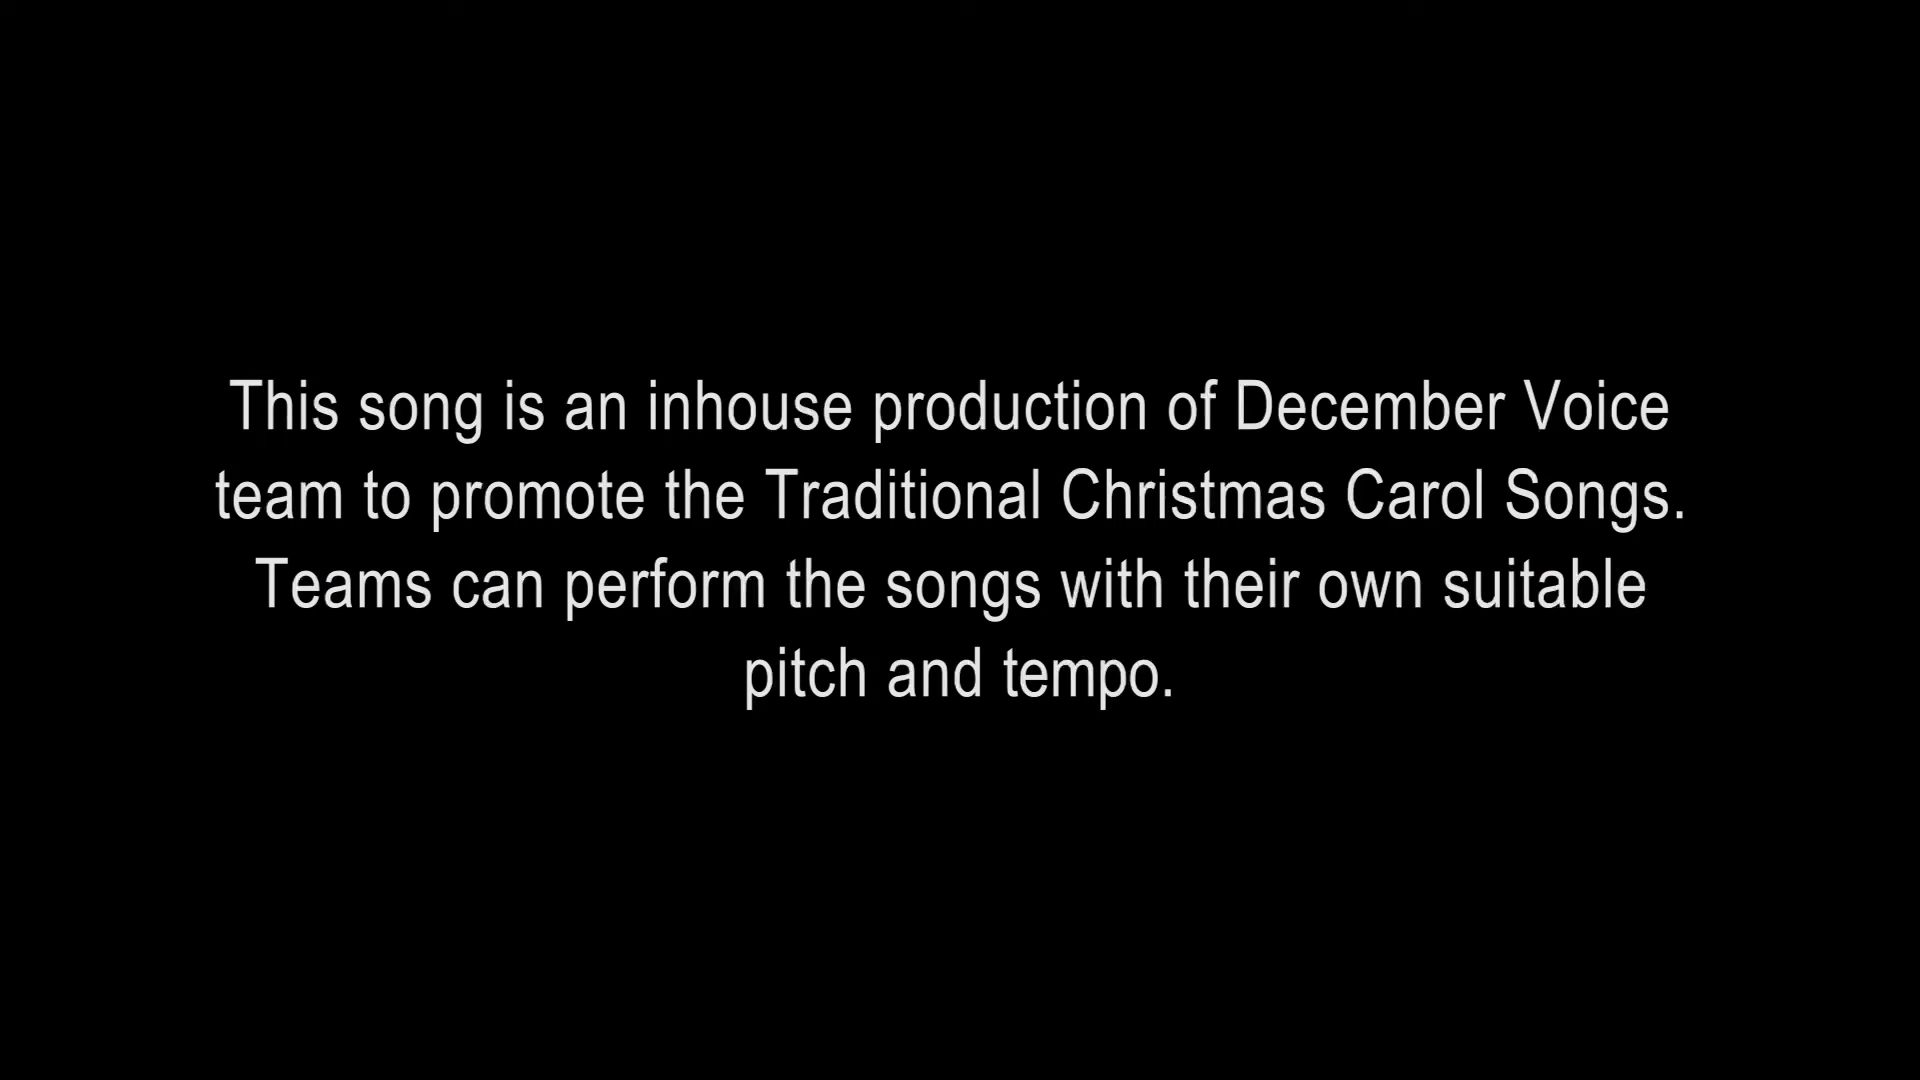 This song is an inhouse production of December Voice
team to promote the Traditional Christmas Carol Songs.
Teams can perform the songs with their own suitable
pitch and tempo.